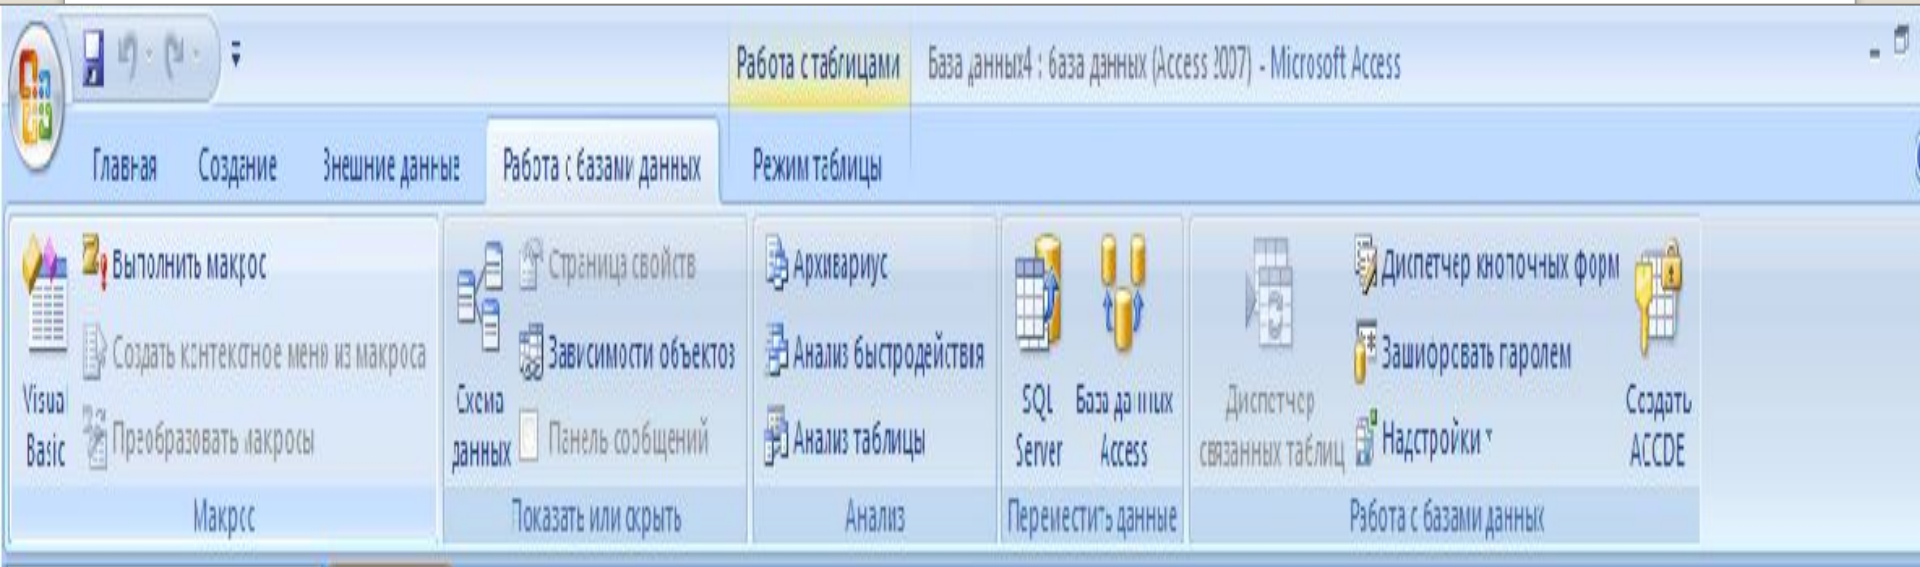 Работа с таблицами База данных4 : база данных (Access 2007) - Microsoft Access
Главная Создание Внешние данные Работа с базами данных Режим таблицы
Visual Basic
Выполнить макрос
Создать контекстное меню из макроса
Преобразовать макросы
Макрос
Схема данных
Страница свойств
Зависимости объектов
Панель сообщений
Показать или скрыть
Архивариус
Анализ быстродействия
Анализ таблицы
Анализ
SQL Server
База данных Access
Переместить данные
Диспетчер связанных таблиц
Диспетчер кнопочных форм
Зашифровать паролем
Надстройки
Создать ACCDE
Работа с базами данных